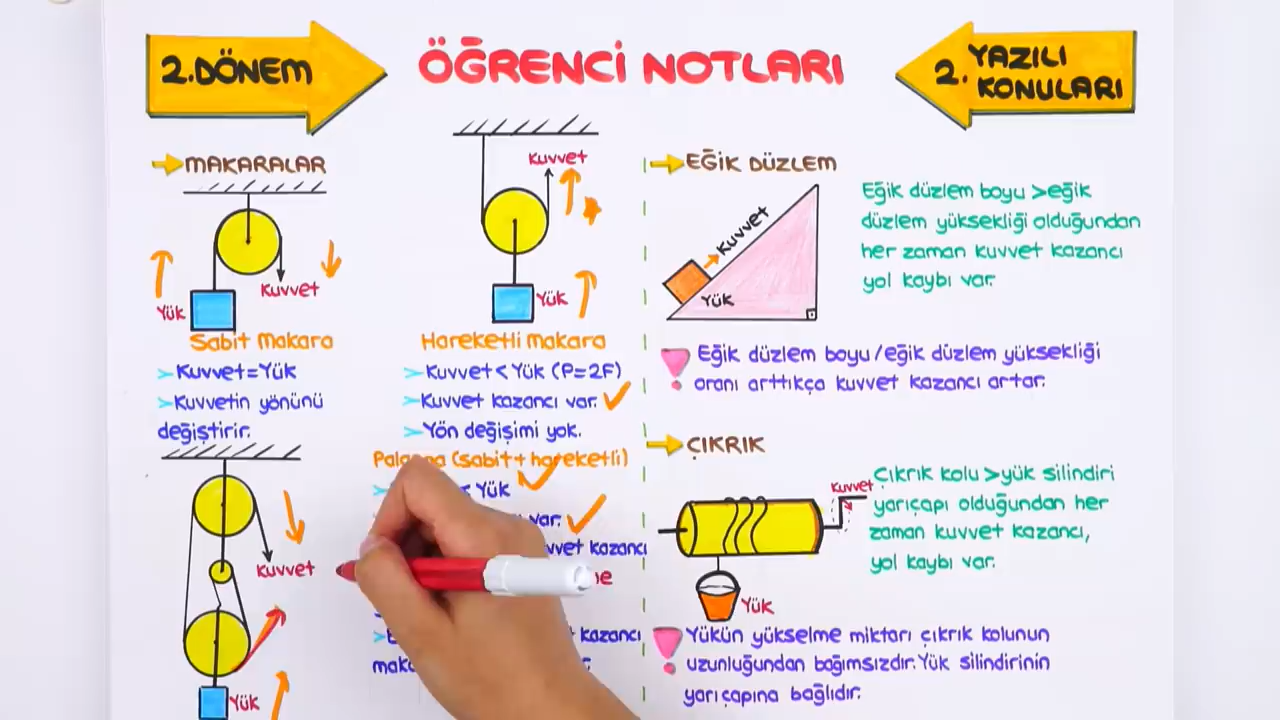 2.DÖNEM
ÖĞRENCİ NOTLARI
2. YAZILI
KONULARI
MAKARALAR
Yük
Kuvvet
Sabit Makara
>Kuvvet=Yük
>Kuvvetin yönünü
değiştirir.
Kuvvet
Yük
Hareketli makara
>Kuvvet<Yük (P=2F)
>Kuvvet kazancı var.
>Yön değişimi yok.
Kuvvet
Yük
(sabit+hareketli)
< Yük
var.
kazancı
kazancı
EĞİK DÜZLEM
Kuvvet
Yük
Eğik düzlem boyu >eğik
düzlem yüksekliği olduğundan
her zaman kuvvet kazancı
yol kaybı var.
Eğik düzlem boyu/eğik düzlem yüksekliği
oranı arttıkça kuvvet kazancı artar.
ÇIKRIK
Kuvvet
Yük
Çıkrık kolu >yük silindiri
yarıçapı olduğundan her
zaman kuvvet kazancı,
yol kaybı var.
Yükün yükselme miktarı çıkrık kolunun
uzunluğundan bağımsızdır. Yük silindirinin
yarıçapına bağlıdır.